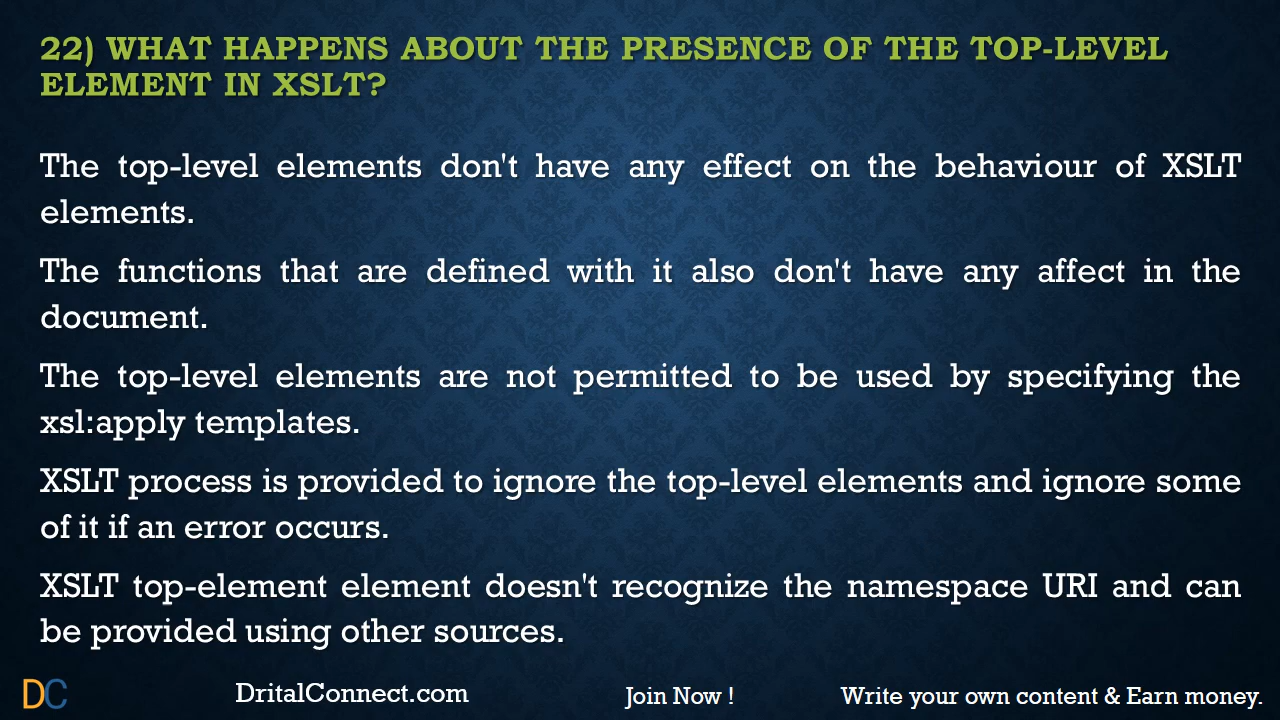 22) WHAT HAPPENS ABOUT THE PRESENCE OF THE TOP-LEVEL
ELEMENT IN XSLT?
The top-level elements don't have any effect on the behaviour of XSLT
elements.
The functions that are defined with it also don't have any affect in the
document.
The top-level elements are not permitted to be used by specifying the
xsl:apply templates.
XSLT process is provided to ignore the top-level elements and ignore some
of it if an error occurs.
XSLT top-element element doesn't recognize the namespace URI and can
be provided using other sources.
DC
DritalConnect.com
Join Now !
Write your own content & Earn money.